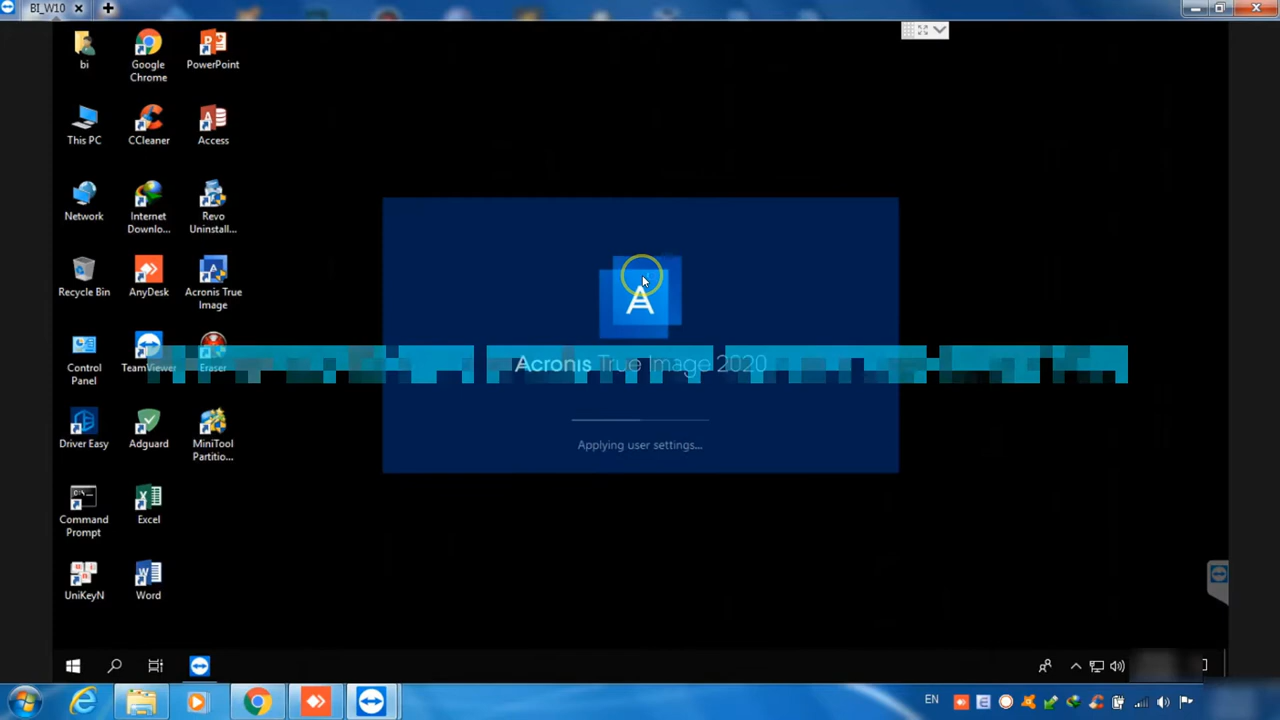 BI_W10
bi
Google Chrome
PowerPoint
This PC
CCleaner
Access
Network
Internet Downlo...
Revo Uninstall...
Recycle Bin
AnyDesk
Acronis True Image
Control Panel
TeamViewer
Eraser
Driver Easy
Adguard
MiniTool Partitio...
Command Prompt
Excel
UniKeyN
Word
A
Acronis True Image 2020
Applying user settings...
EN